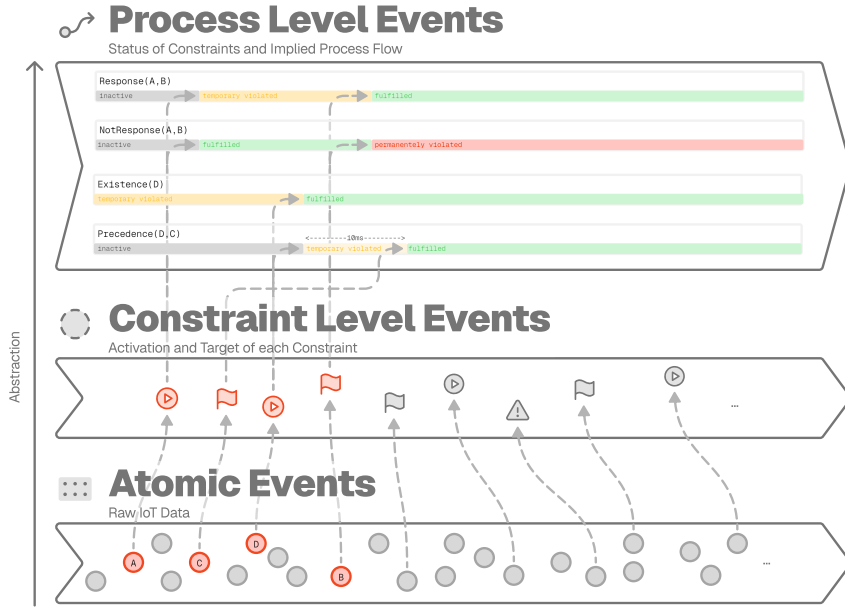 Process Level Events
Status of Constraints and Implied Process Flow
Response(A,B)
inactive temporary violated fulfilled
NotResponse(A,B)
inactive fulfilled permanentely violated
Existence(D)
temporary violated fulfilled
Precedence(D,C)
10ms
inactive temporary violated fulfilled
Abstraction
Constraint Level Events
Activation and Target of each Constraint
...
Atomic Events
Raw IoT Data
D
A C ...
B